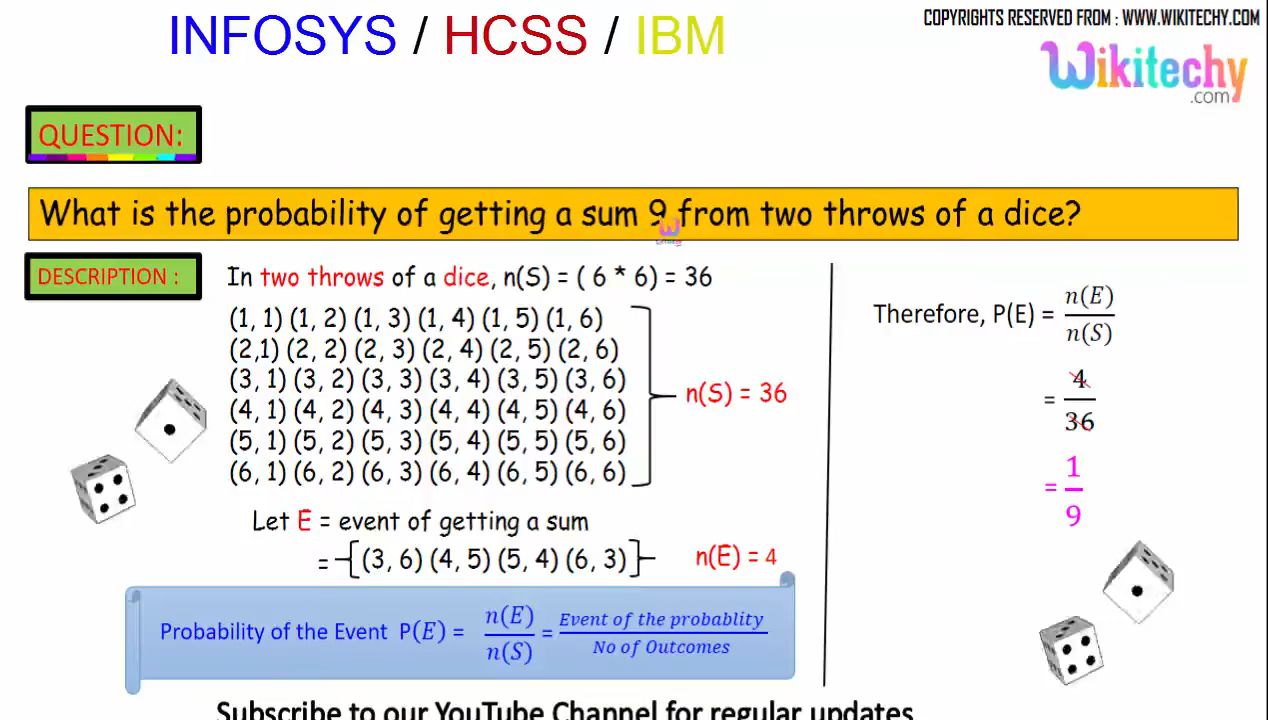 INFOSYS / HCSS / IBM
COPYRIGHTS RESERVED FROM : WWW.WIKITECHY.COM
Wikitechy
.com
QUESTION:
What is the probability of getting a sum 9 from two throws of a dice?
DESCRIPTION :
In two throws of a dice, n(S) = ( 6 * 6) = 36
(1, 1) (1, 2) (1, 3) (1, 4) (1, 5) (1, 6)
(2,1) (2, 2) (2, 3) (2, 4) (2, 5) (2, 6)
(3, 1) (3, 2) (3, 3) (3, 4) (3, 5) (3, 6)
(4, 1) (4, 2) (4, 3) (4, 4) (4, 5) (4, 6)
(5, 1) (5, 2) (5, 3) (5, 4) (5, 5) (5, 6)
(6, 1) (6, 2) (6, 3) (6, 4) (6, 5) (6, 6)
n(S) = 36
Let E = event of getting a sum
= {(3, 6) (4, 5) (5, 4) (6, 3)}
n(E) = 4
Probability of the Event P(E) = n(E)/n(S) = Event of the probablity/No of Outcomes
Therefore, P(E) = n(E)/n(S)
= 4/36
= 1/9
Subscribe to our YouTube Channel for regular updates